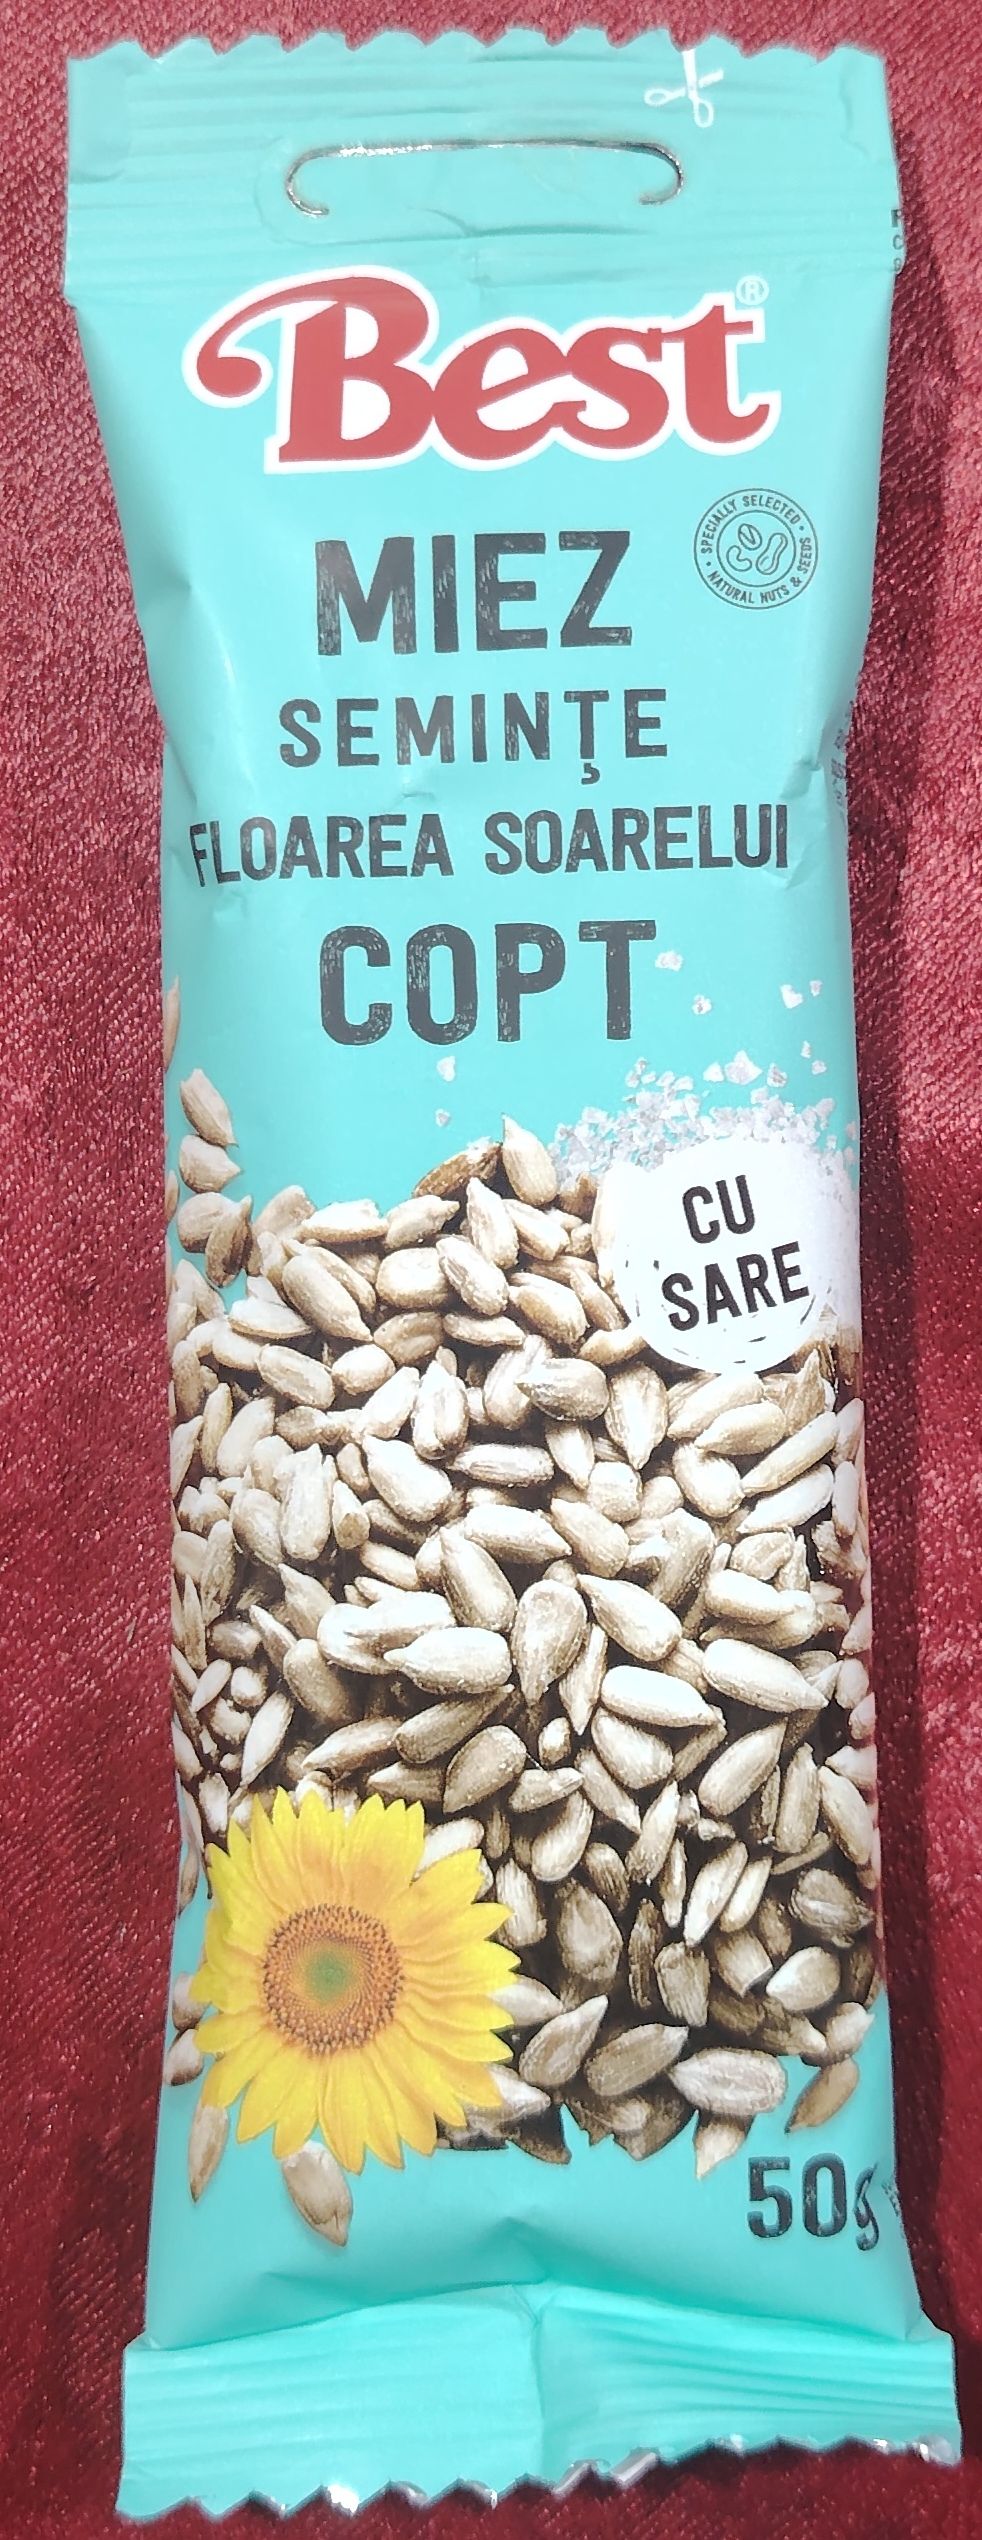 Best®
SPECIALLY SELECTED
NATURAL NUTS & SEEDS
MIEZ
SEMINȚE
FLOAREA SOARELUI
COPT
CU
SARE
50g